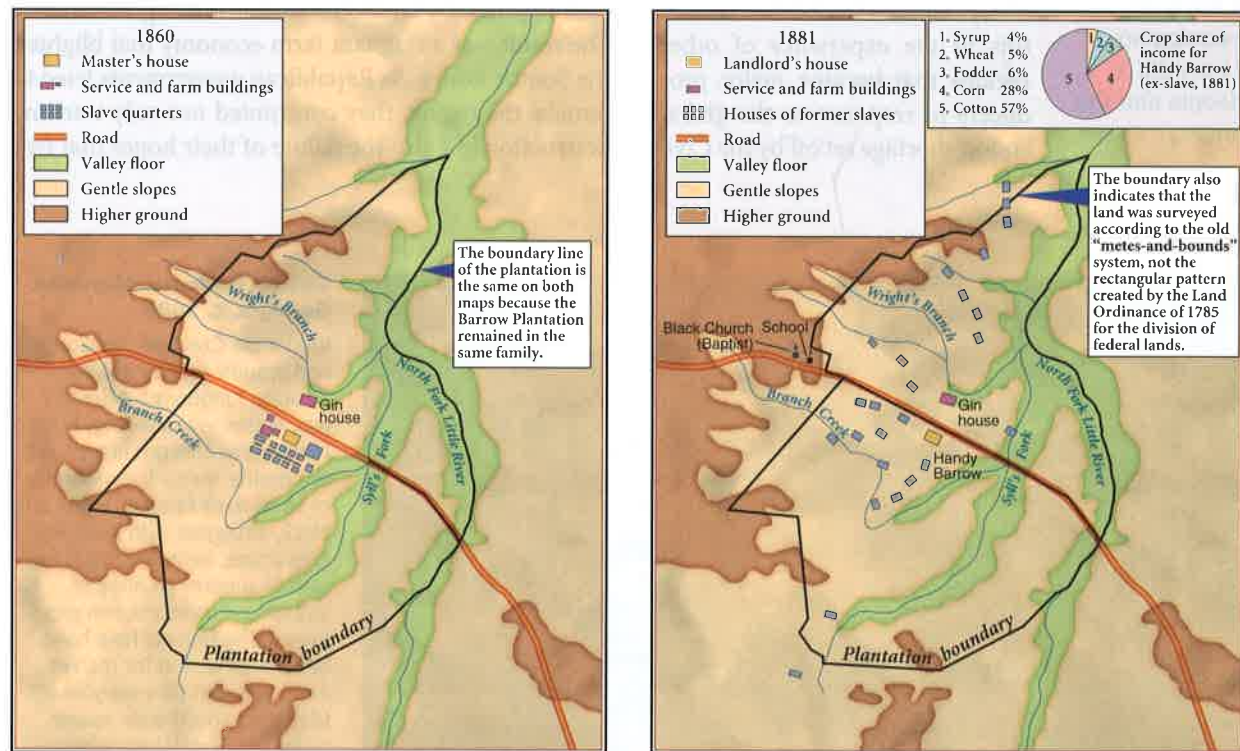 1860
Master's house
Service and farm buildings
Slave quarters
Road
Valley floor
Gentle slopes
Higher ground
The boundary line
of the plantation is
the same on both
maps because the
Barrow Plantation
remained in the
same family.
Wright's Branch
Branch Creek
Gin
house
North Fork Little River
Syll's Fork
Plantation boundary
1881
Landlord's house
Service and farm buildings
Houses of former slaves
Road
Valley floor
Gentle slopes
Higher ground
1. Syrup 4%
2. Wheat 5%
3. Fodder 6%
4. Corn 28%
5. Cotton 57%
1
2
3
4
5
Crop share of
income for
Handy Barrow
(ex-slave, 1881)
The boundary also
indicates that the
land was surveyed
according to the old
"metes-and-bounds"
system, not the
rectangular pattern
created by the Land
Ordinance of 1785
for the division of
federal lands.
Wright's Branch
Black Church
(Baptist)
School
Branch Creek
Gin
house
Handy
Barrow
North Fork Little River
Syll's Fork
Plantation boundary